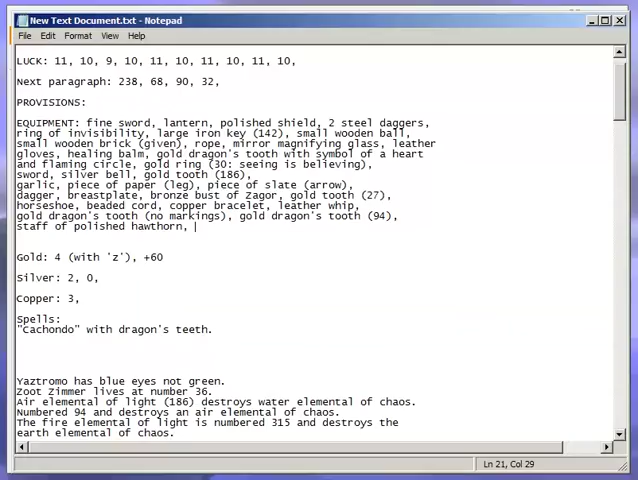 New Text Document.txt - Notepad
File Edit Format View Help
LUCK: 11, 10, 9, 10, 11, 10, 11, 10, 11, 10,
Next paragraph: 238, 68, 90, 32,
PROVISIONS:
EQUIPMENT: fine sword, lantern, polished shield, 2 steel daggers,
ring of invisibility, large iron key (142), small wooden ball,
small wooden brick (given), rope, mirror magnifying glass, leather
gloves, healing balm, gold dragon's tooth with symbol of a heart
and flaming circle, gold ring (30: seeing is believing),
sword, silver bell, gold tooth (186),
garlic, piece of paper (leg), piece of slate (arrow),
dagger, breastplate, bronze bust of Zagor, gold tooth (27),
horseshoe, beaded cord, copper bracelet, leather whip,
gold dragon's tooth (no markings), gold dragon's tooth (94),
staff of polished hawthorn,
Gold: 4 (with 'z'), +60
Silver: 2, 0,
Copper: 3,
Spells:
"Cachondo" with dragon's teeth.
Yaztromo has blue eyes not green.
Zoot Zimmer lives at number 36.
Air elemental of light (186) destroys water elemental of chaos.
Numbered 94 and destroys an air elemental of chaos.
The fire elemental of light is numbered 315 and destroys the
earth elemental of chaos.
Ln 21, Col 29